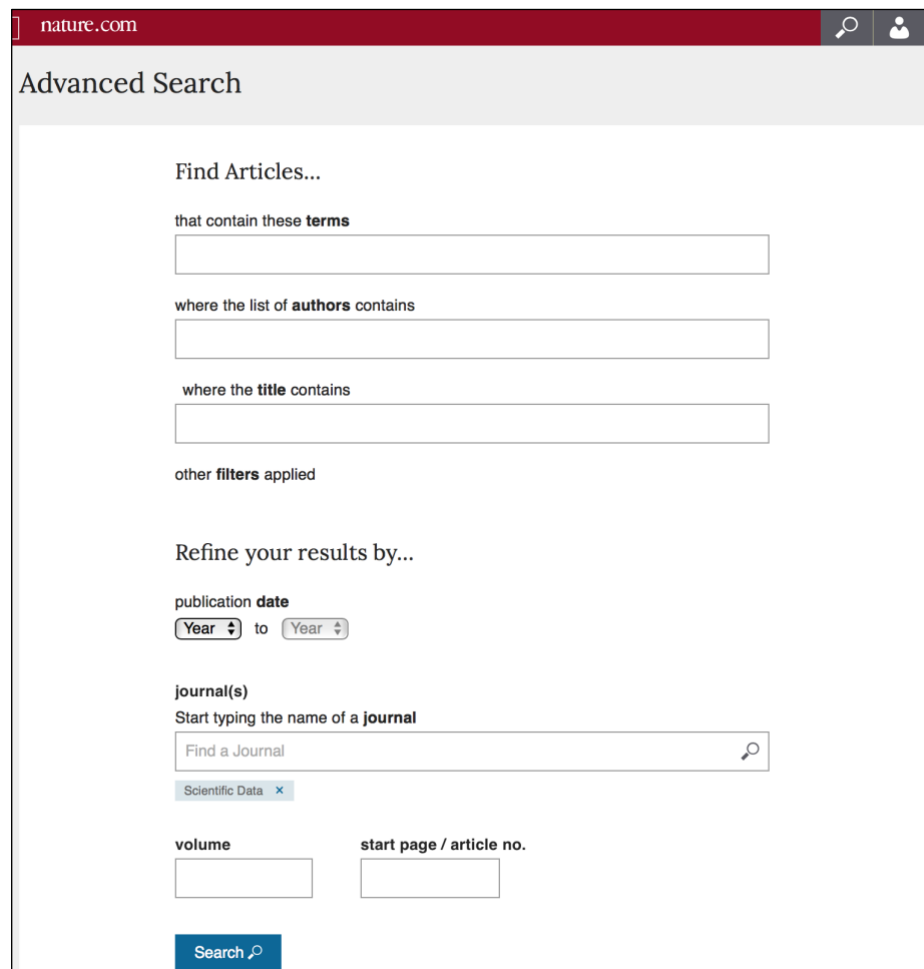 nature.com
Advanced Search
Find Articles...
that contain these terms
where the list of authors contains
where the title contains
other filters applied
Refine your results by...
publication date
Year to Year
journal(s)
Start typing the name of a journal
Find a Journal
Scientific Data ×
volume start page / article no.
Search